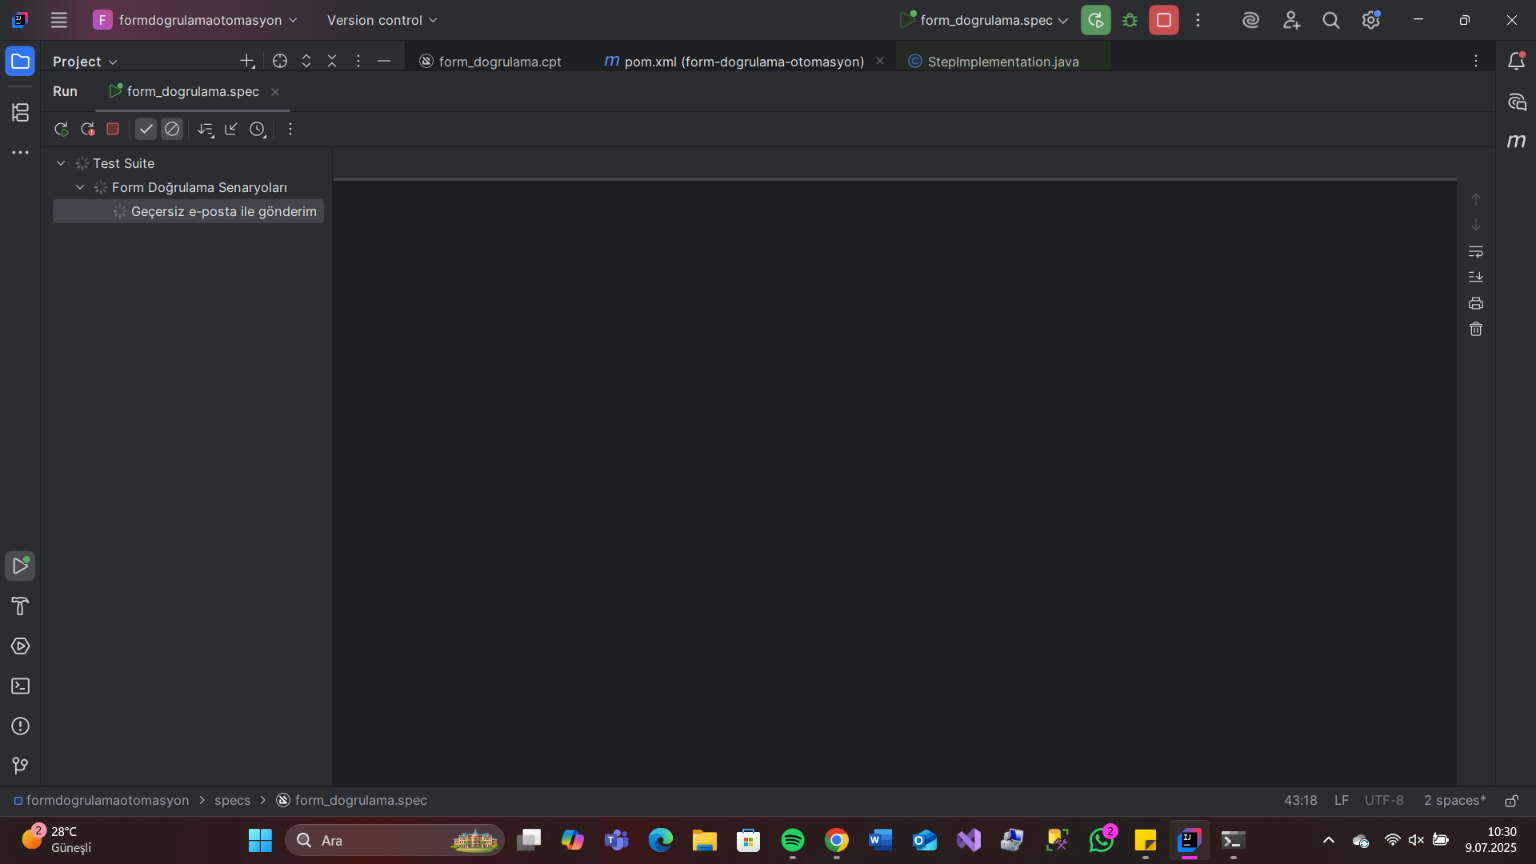 F formdogrulamaotomasyon Version control form_dogrulama.spec
Project form_dogrulama.cpt m pom.xml (form-dogrulama-otomasyon) C StepImplementation.java
Run form_dogrulama.spec
Test Suite
Form Doğrulama Senaryoları
Geçersiz e-posta ile gönderim
m
formdogrulamaotomasyon > specs > form_dogrulama.spec 43:18 LF UTF-8 2 spaces*
2 28°C
Güneşli
Ara
2
10:30
9.07.2025